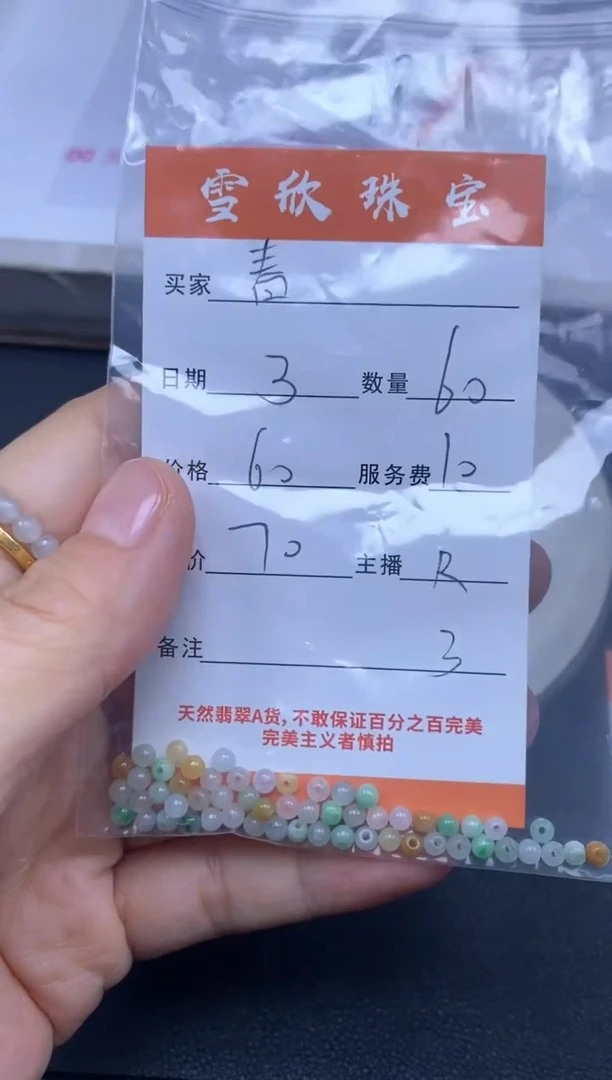 雪欣珠宝
买家
日期 3 数量 60
价格 60 服务费 10
价 70 主播 R
备注 3
天然翡翠A货，不敢保证百分之百完美
完美主义者慎拍